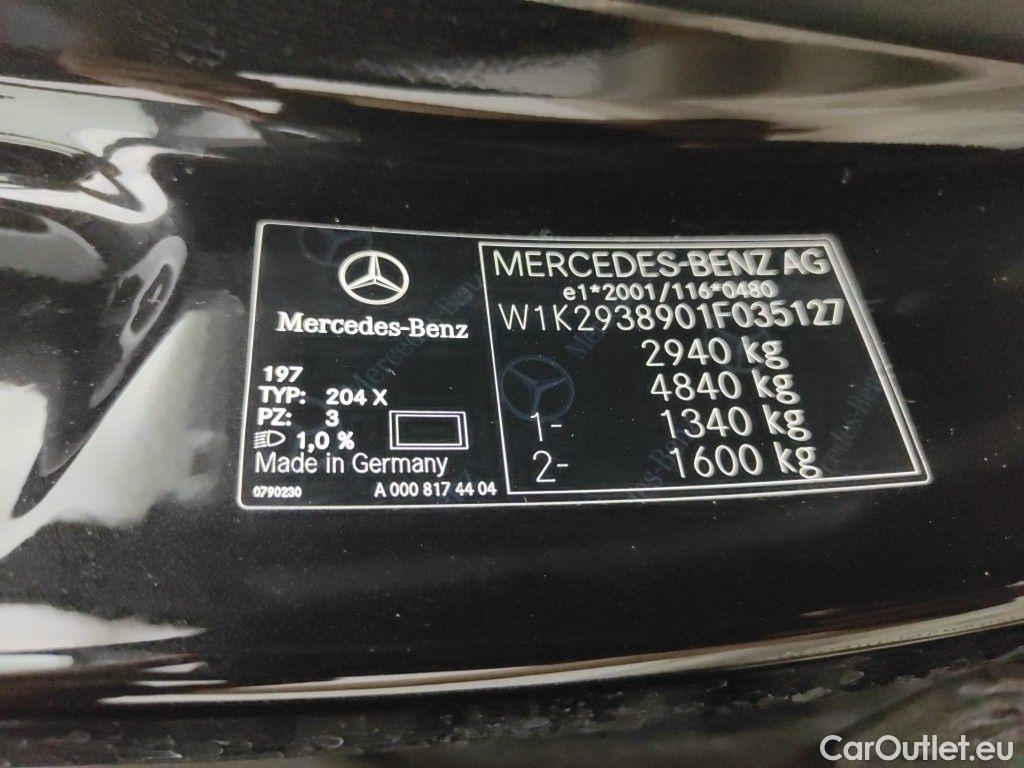 Mercedes-Benz
197
TYP: 204 X
PZ: 3
1,0 %
Made in Germany
0790230 A 000 817 44 04
MERCEDES-BENZ AG
e1*2001/116*0480
W1K2938901F035127
2940 kg
4840 kg
1- 1340 kg
2- 1600 kg
CarOutlet.eu